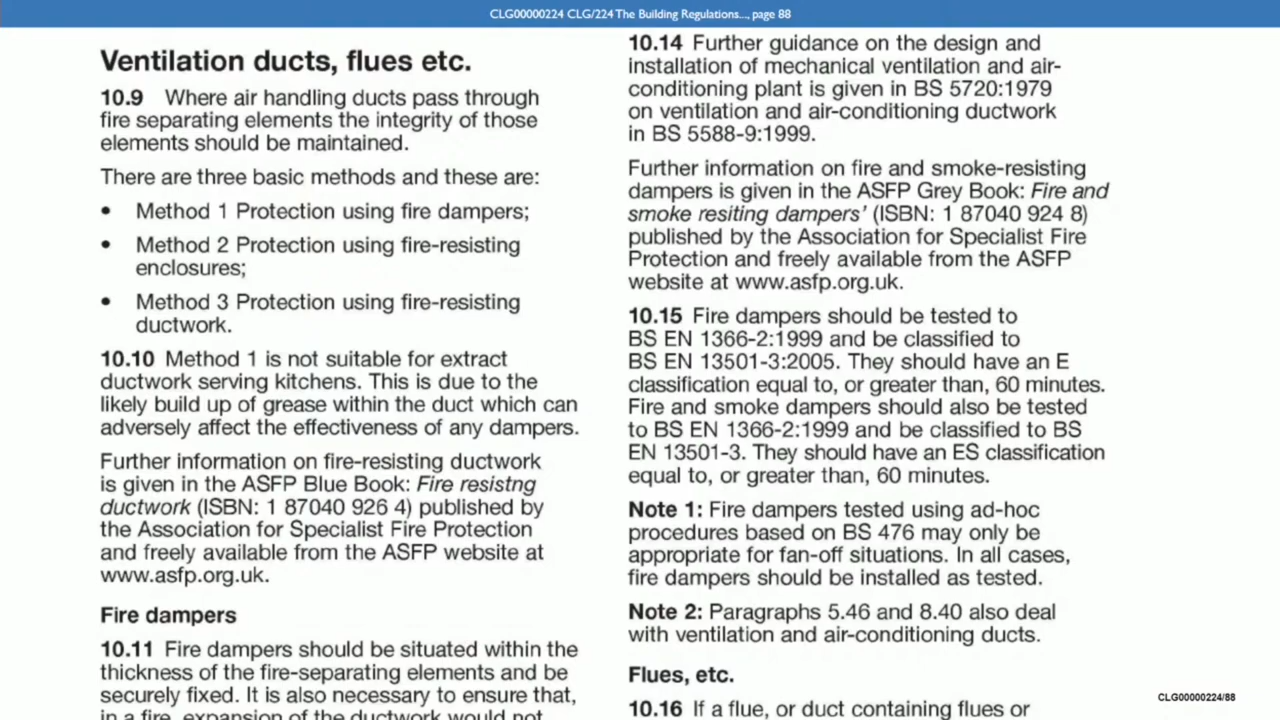 CLG00000224 CLG/224 The Building Regulations..., page 88
Ventilation ducts, flues etc.
10.9 Where air handling ducts pass through
fire separating elements the integrity of those
elements should be maintained.
There are three basic methods and these are:
• Method 1 Protection using fire dampers;
• Method 2 Protection using fire-resisting
enclosures;
• Method 3 Protection using fire-resisting
ductwork.
10.10 Method 1 is not suitable for extract
ductwork serving kitchens. This is due to the
likely build up of grease within the duct which can
adversely affect the effectiveness of any dampers.
Further information on fire-resisting ductwork
is given in the ASFP Blue Book: Fire resistng
ductwork (ISBN: 1 87040 926 4) published by
the Association for Specialist Fire Protection
and freely available from the ASFP website at
www.asfp.org.uk.
Fire dampers
10.11 Fire dampers should be situated within the
thickness of the fire-separating elements and be
securely fixed. It is also necessary to ensure that,
in a fire, expansion of the ductwork would not
10.14 Further guidance on the design and
installation of mechanical ventilation and air-
conditioning plant is given in BS 5720:1979
on ventilation and air-conditioning ductwork
in BS 5588-9:1999.
Further information on fire and smoke-resisting
dampers is given in the ASFP Grey Book: Fire and
smoke resiting dampers' (ISBN: 1 87040 924 8)
published by the Association for Specialist Fire
Protection and freely available from the ASFP
website at www.asfp.org.uk.
10.15 Fire dampers should be tested to
BS EN 1366-2:1999 and be classified to
BS EN 13501-3:2005. They should have an E
classification equal to, or greater than, 60 minutes.
Fire and smoke dampers should also be tested
to BS EN 1366-2:1999 and be classified to BS
EN 13501-3. They should have an ES classification
equal to, or greater than, 60 minutes.
Note 1: Fire dampers tested using ad-hoc
procedures based on BS 476 may only be
appropriate for fan-off situations. In all cases,
fire dampers should be installed as tested.
Note 2: Paragraphs 5.46 and 8.40 also deal
with ventilation and air-conditioning ducts.
Flues, etc.
10.16 If a flue, or duct containing flues or
CLG00000224/88